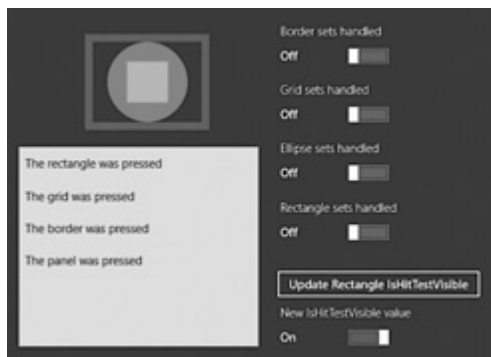 Border sets handled
Off
Grid sets handled
Off
Ellipse sets handled
Off
Rectangle sets handled
Off
Update Rectangle IsHitTestVisible
New IsHitTestVisible value
On
The rectangle was pressed
The grid was pressed
The border was pressed
The panel was pressed